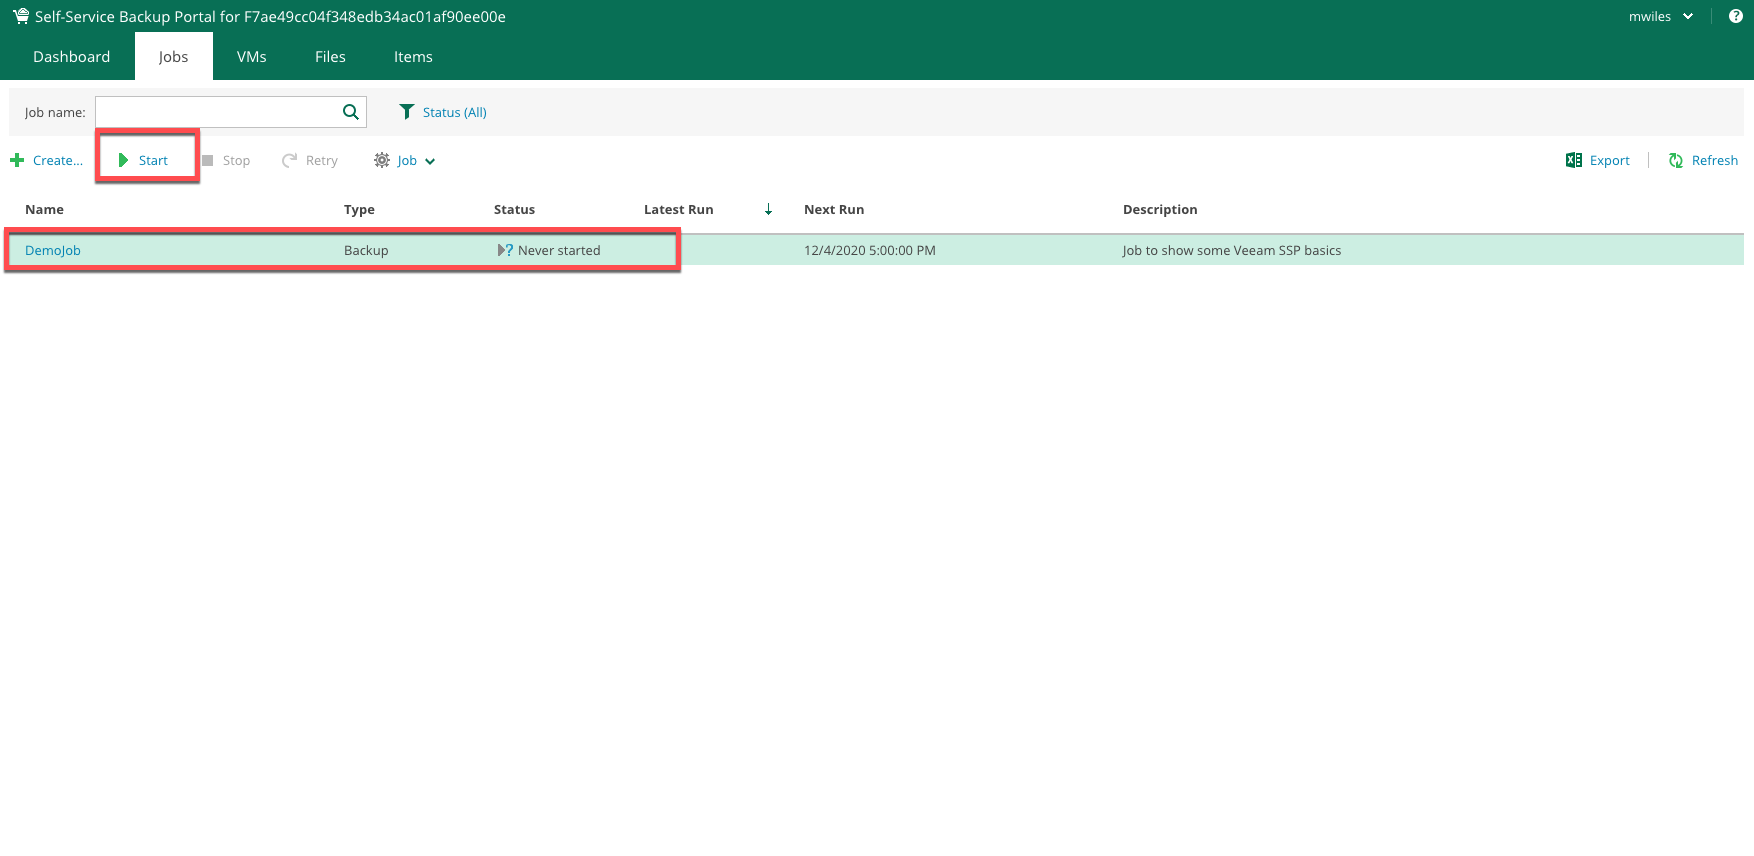 Self-Service Backup Portal for F7ae49cc04f348edb34ac01af90ee00e mwiles ?
Dashboard Jobs VMs Files Items
Job name: Status (All)
Create... Start Stop Retry Job Export Refresh
Name Type Status Latest Run Next Run Description
DemoJob Backup ? Never started 12/4/2020 5:00:00 PM Job to show some Veeam SSP basics